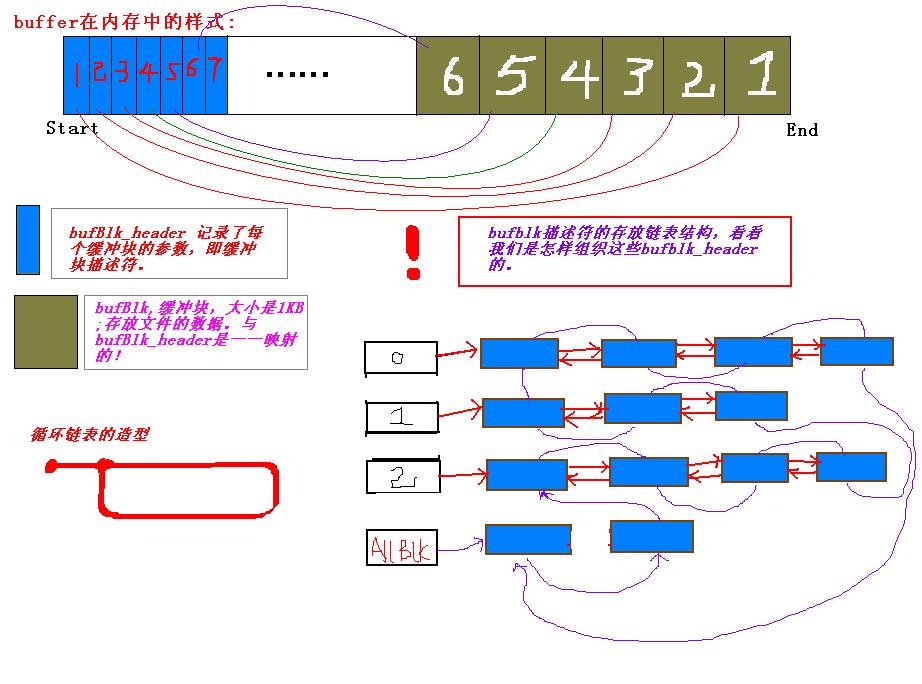 buffer在内存中的样式:
1 2 3 4 5 6 7 ...... 6 5 4 3 2 1
Start
End
bufBlk_header 记录了每
个缓冲块的参数，即缓冲
块描述符。
!
bufblk描述符的存放链表结构，看看
我们是怎样组织这些bufblk_header
的。
bufBlk,缓冲块，大小是1KB
;存放文件的数据。与
bufBlk_header是一一映射
的!
0
1
循环链表的造型
2
All BLK